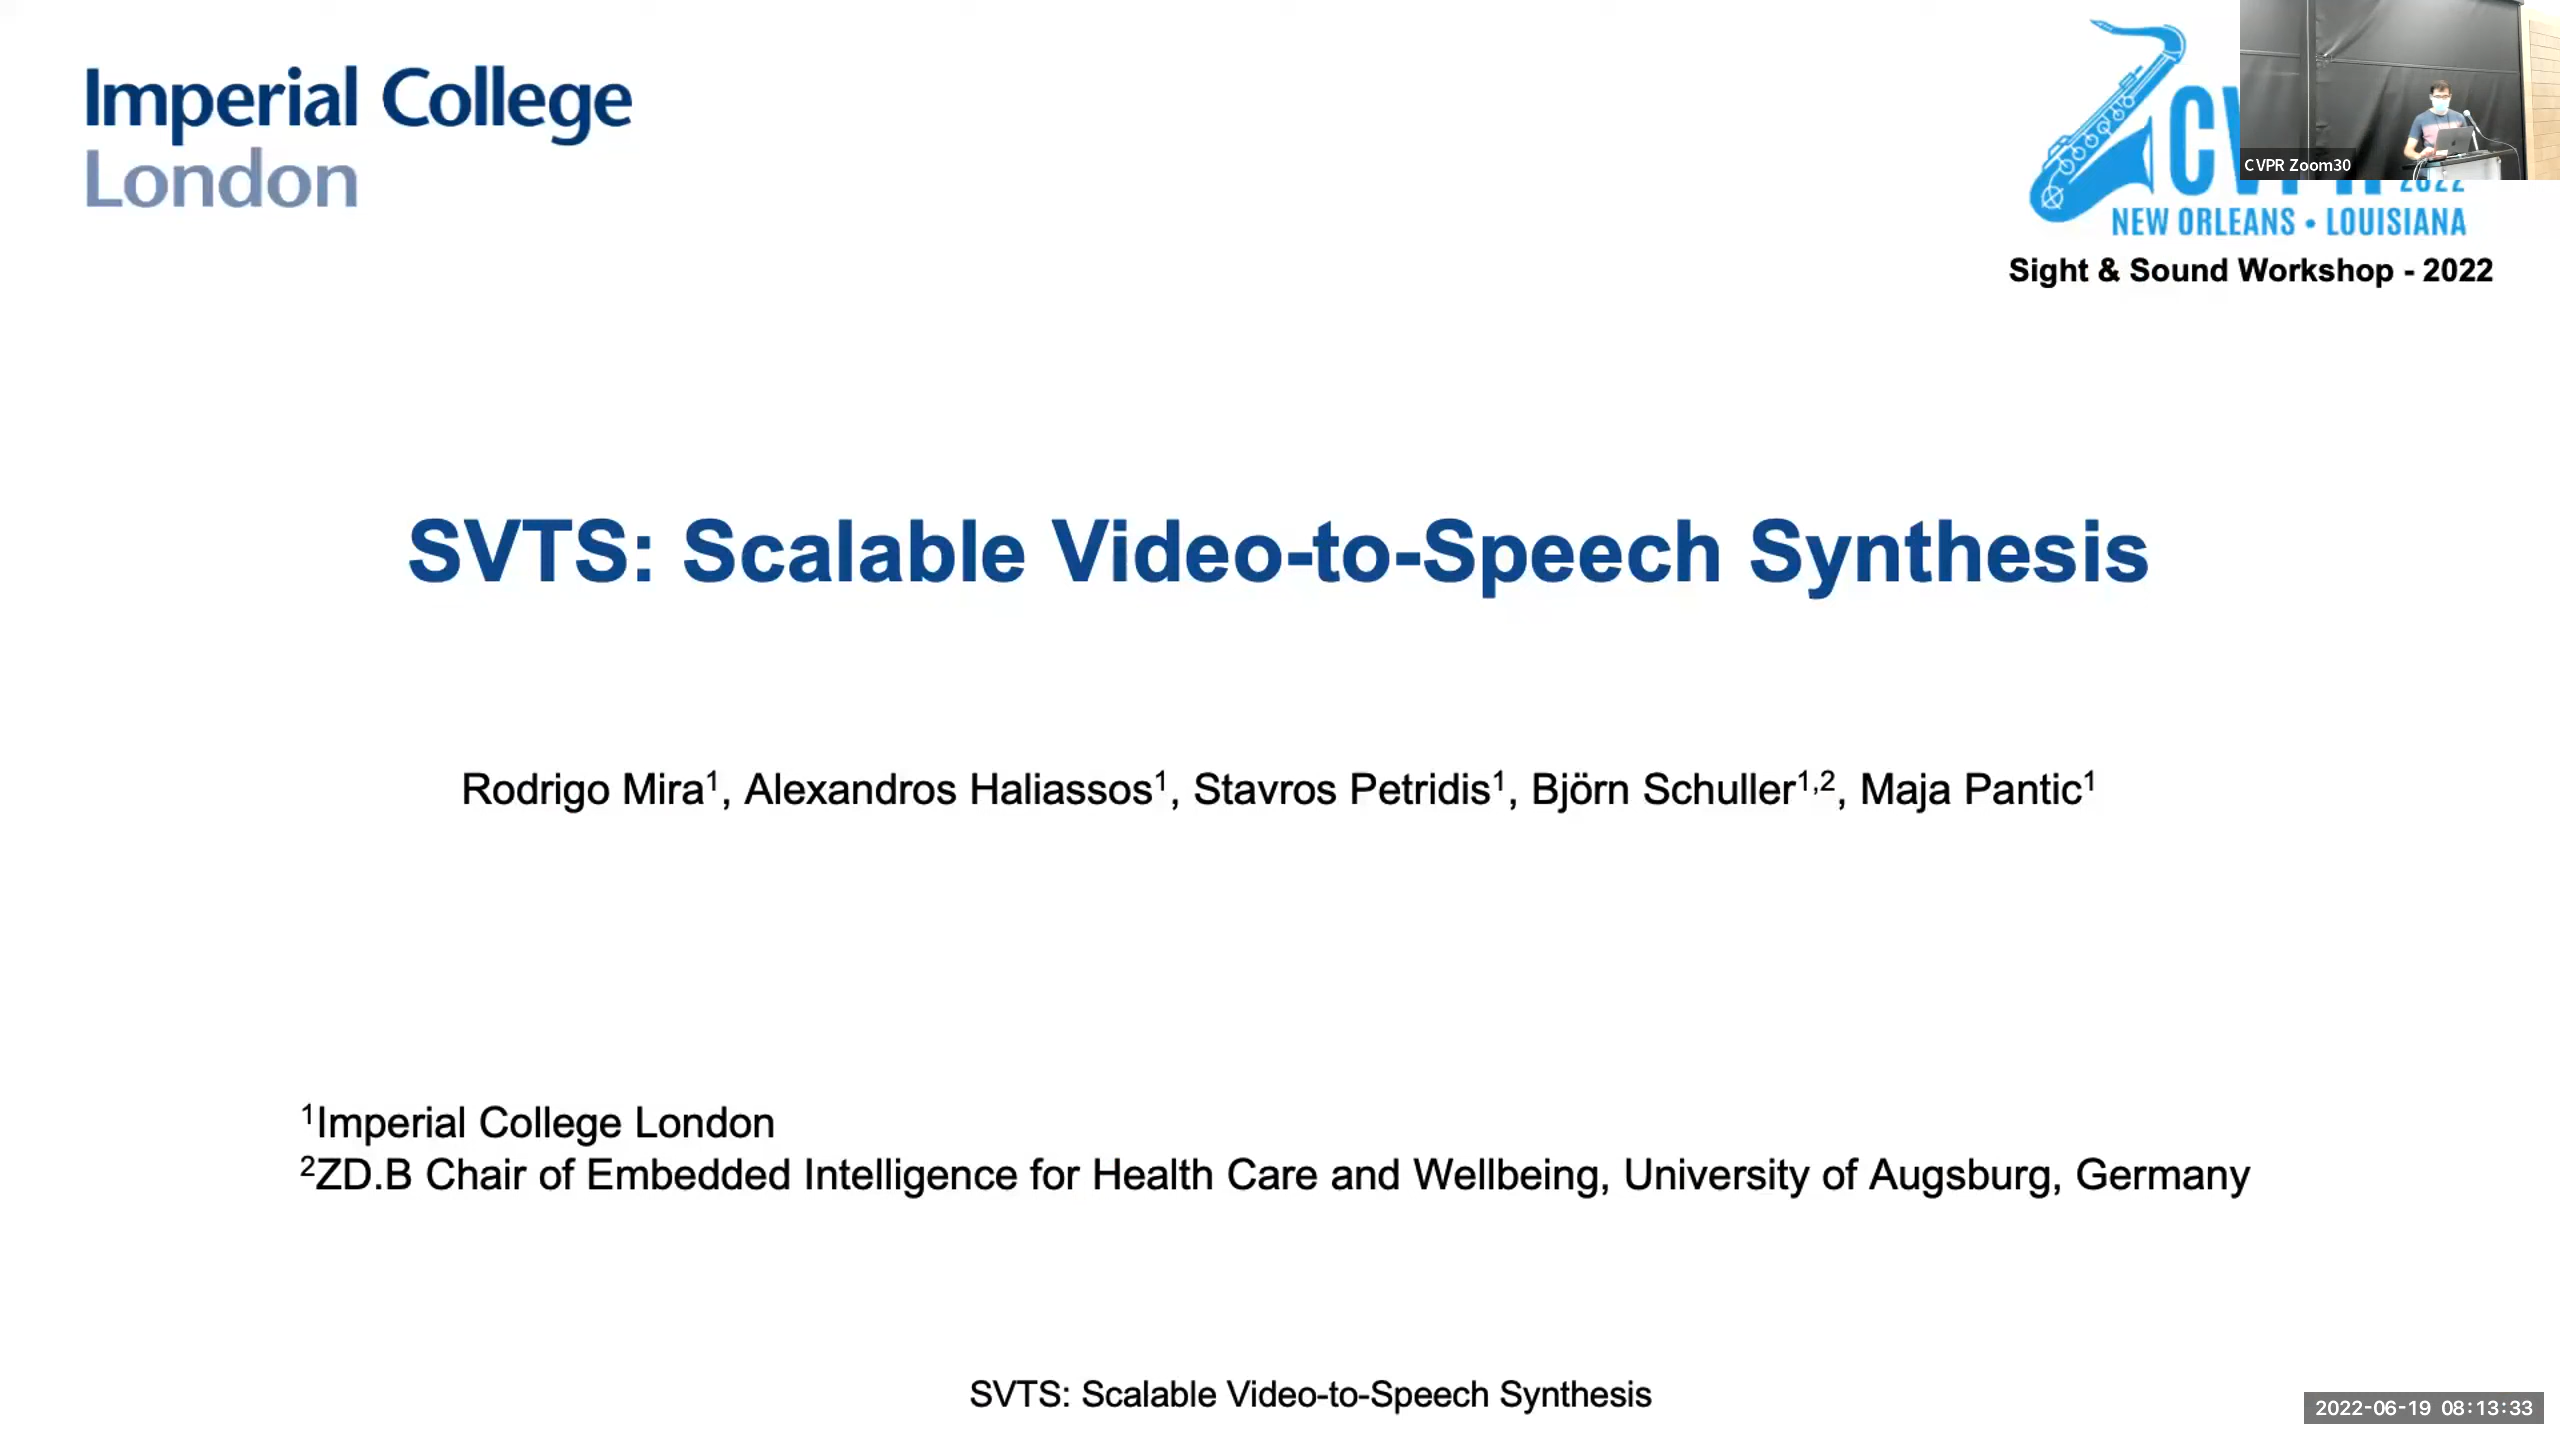 Imperial College
London
CVPR Zoom30
2022
NEW ORLEANS • LOUISIANA
Sight & Sound Workshop - 2022
SVTS: Scalable Video-to-Speech Synthesis
Rodrigo Mira¹, Alexandros Haliassos¹, Stavros Petridis¹, Björn Schuller¹,², Maja Pantic¹
¹Imperial College London
²ZD.B Chair of Embedded Intelligence for Health Care and Wellbeing, University of Augsburg, Germany
SVTS: Scalable Video-to-Speech Synthesis
2022-06-19 08:13:33